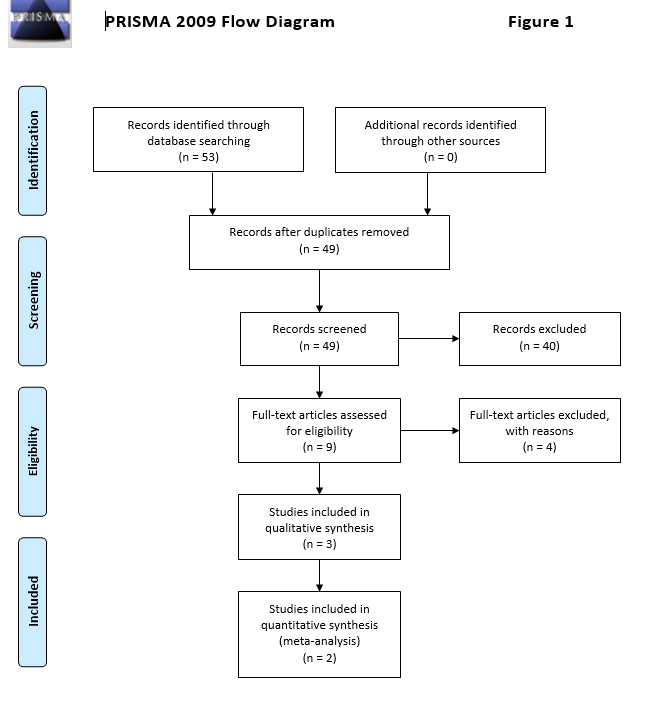 PRISMA
PRISMA 2009 Flow Diagram
Figure 1
Identification
Records identified through
database searching
(n = 53)
Additional records identified
through other sources
(n = 0)
Records after duplicates removed
(n = 49)
Screening
Records screened
(n = 49)
Records excluded
(n = 40)
Eligibility
Full-text articles assessed
for eligibility
(n = 9)
Full-text articles excluded,
with reasons
(n = 4)
Studies included in
qualitative synthesis
(n = 3)
Included
Studies included in
quantitative synthesis
(meta-analysis)
(n = 2)